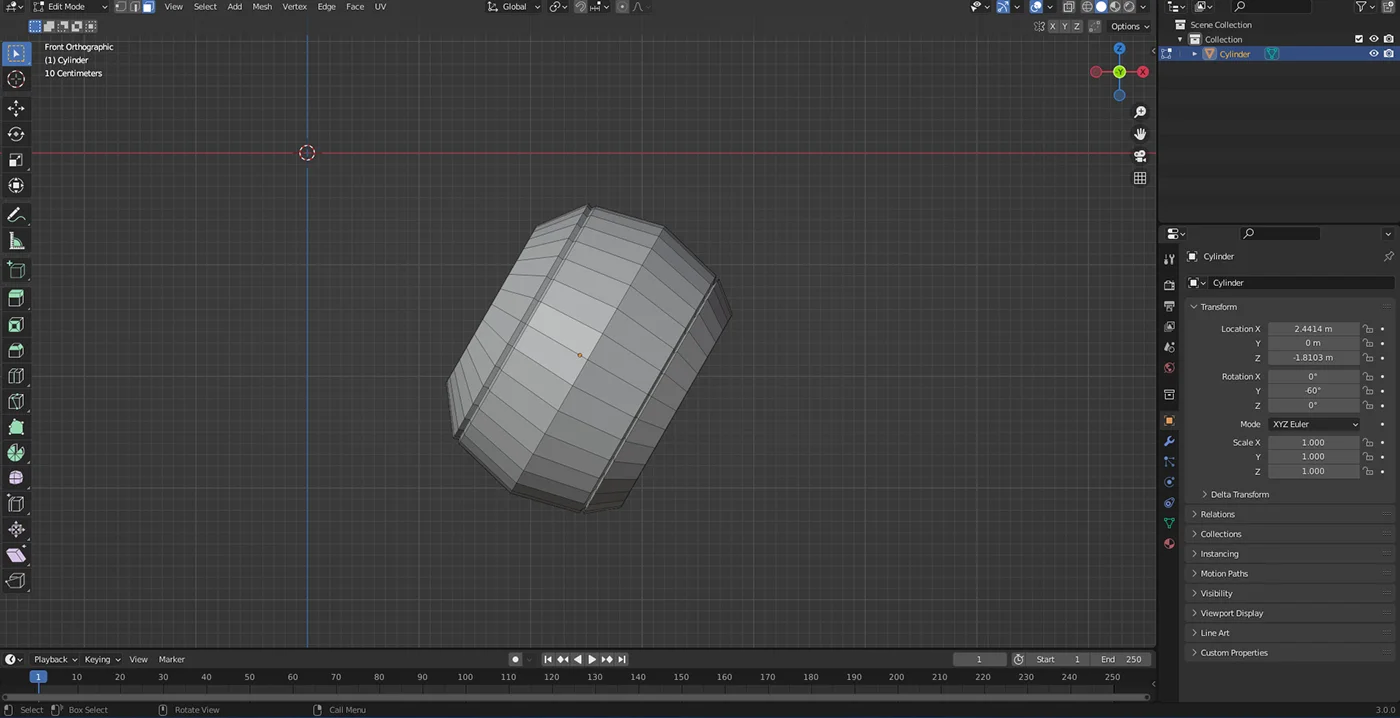 Edit Mode View Select Add Mesh Vertex Edge Face UV Global
X Y Z Options
Front Orthographic
(1) Cylinder
10 Centimeters
Z
Y X
Scene Collection
Collection
Cylinder
Cylinder
Cylinder
Transform
Location X 2.4414 m
Y 0 m
Z -1.8103 m
Rotation X 0°
Y -60°
Z 0°
Mode XYZ Euler
Scale X 1.000
Y 1.000
Z 1.000
Delta Transform
Relations
Collections
Instancing
Motion Paths
Visibility
Viewport Display
Line Art
Custom Properties
Playback Keying View Marker 1 Start 1 End 250
1 10 20 30 40 50 60 70 80 90 100 110 120 130 140 150 160 170 180 190 200 210 220 230 240 250
Select Box Select Rotate View Call Menu 3.0.0